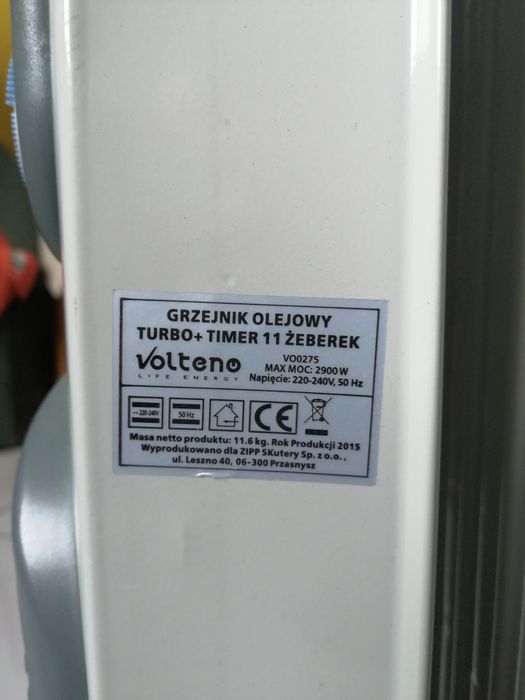 GRZEJNIK OLEJOWY
TURBO+ TIMER 11 ŻEBEREK
Volteno
LIFE ENERGY
VO0275
MAX MOC: 2900 W
Napięcie: 220-240V, 50 Hz
~ 220-240V
50 Hz
CE
Masa netto produktu: 11.6 kg. Rok Produkcji 2015
Wyprodukowano dla ZIPP SKutery Sp. z o.o.,
ul. Leszno 40, 06-300 Przasnysz